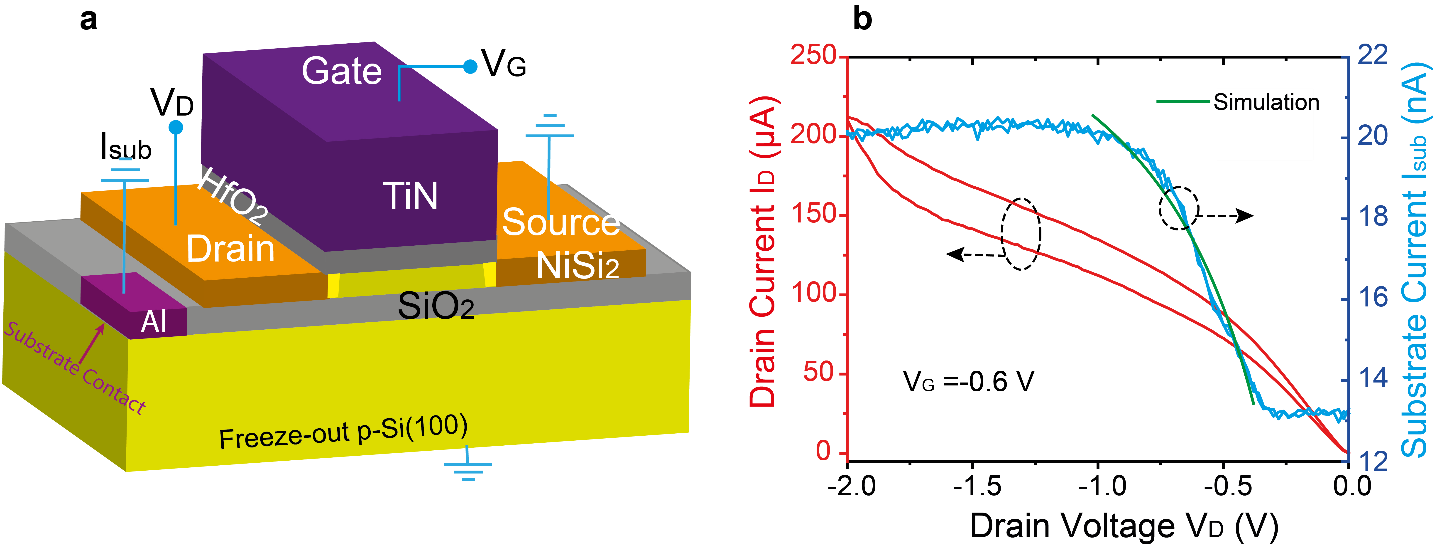 a
Gate
VG
VD
Isub
HfO2
TiN
Drain
Source
NiSi2
SiO2
Al
Substrate Contact
Freeze-out p-Si(100)
b
250
200
150
100
50
0
Drain Current ID (µA)
22
20
18
16
14
12
Substrate Current Isub (nA)
Simulation
VG =-0.6 V
-2.0 -1.5 -1.0 -0.5 0.0
Drain Voltage VD (V)